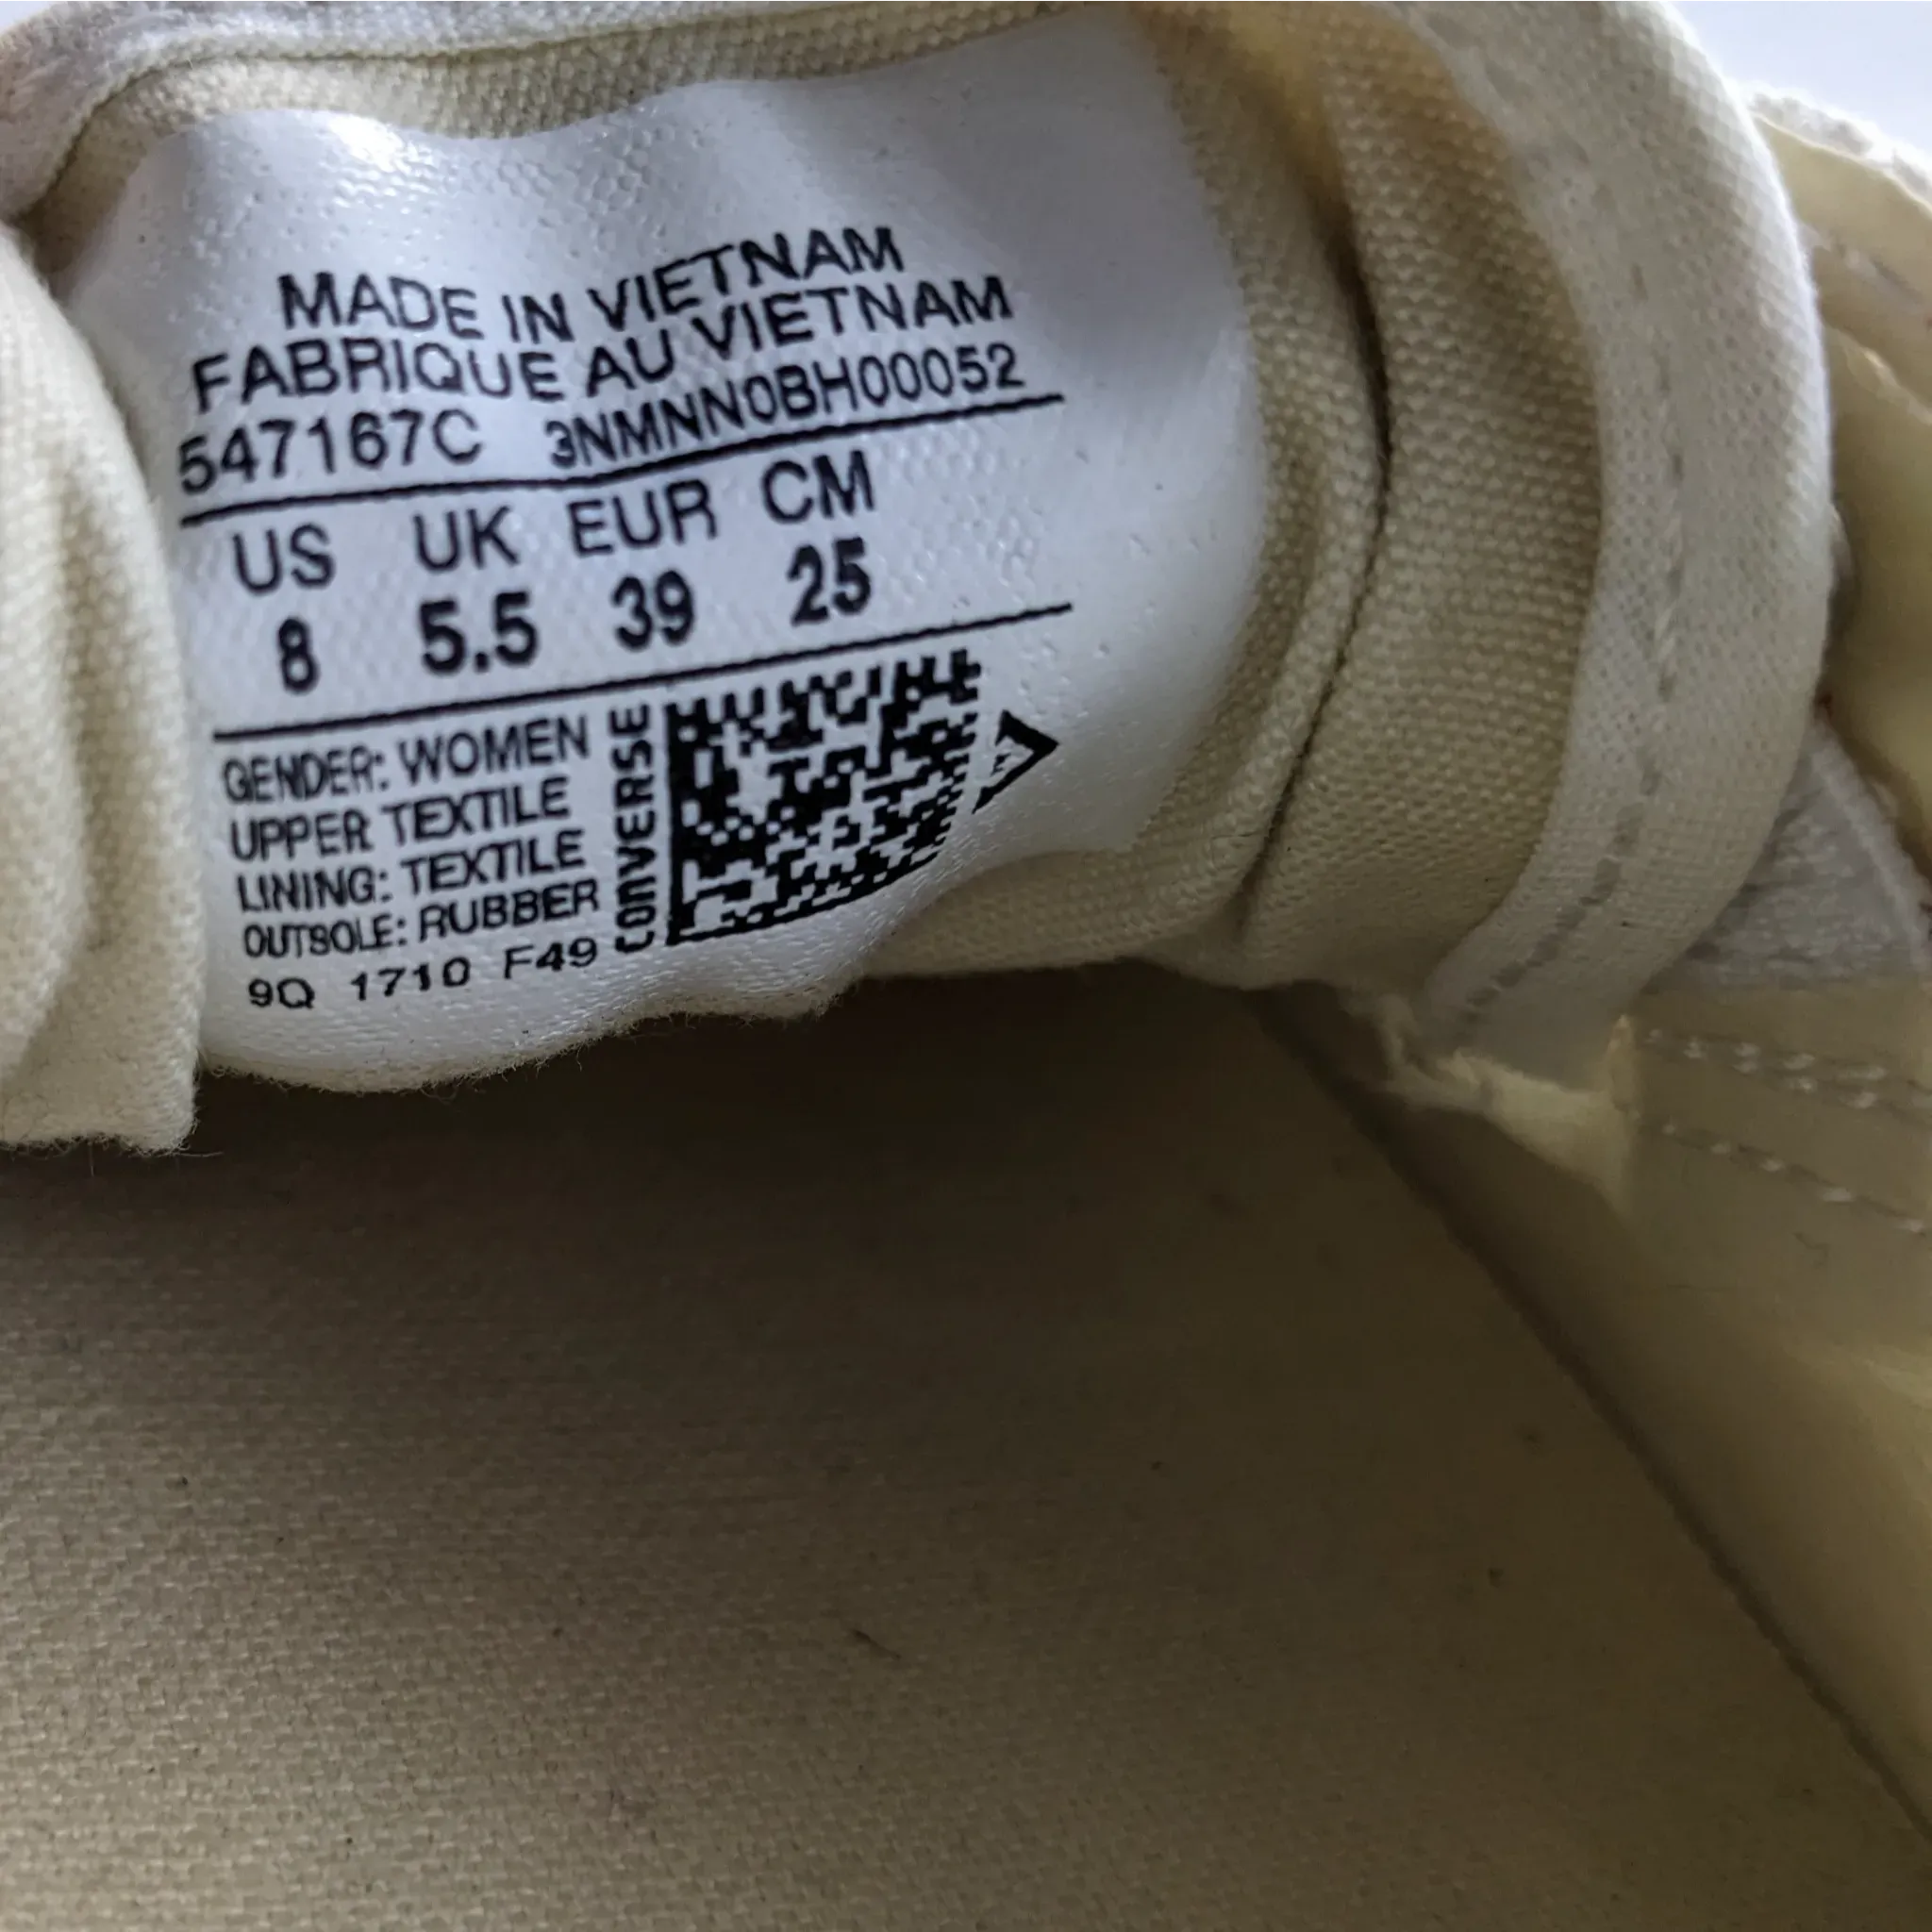 MADE IN VIETNAM
FABRIQUE AU VIETNAM
547167C 3NMNN0BH00052
US UK EUR CM
8 5.5 39 25
GENDER: WOMEN
UPPER TEXTILE
LINING: TEXTILE
OUTSOLE: RUBBER
9Q 1710 F49
CONVERSE